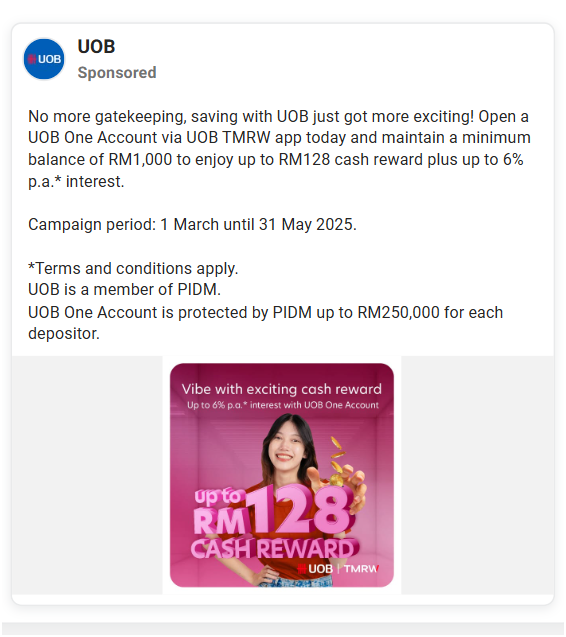 UOB
UOB
Sponsored
No more gatekeeping, saving with UOB just got more exciting! Open a
UOB One Account via UOB TMRW app today and maintain a minimum
balance of RM1,000 to enjoy up to RM128 cash reward plus up to 6%
p.a.* interest.
Campaign period: 1 March until 31 May 2025.
*Terms and conditions apply.
UOB is a member of PIDM.
UOB One Account is protected by PIDM up to RM250,000 for each
depositor.
Vibe with exciting cash reward
Up to 6% p.a.* interest with UOB One Account
up to
RM128
CASH REWARD
UOB | TMRW